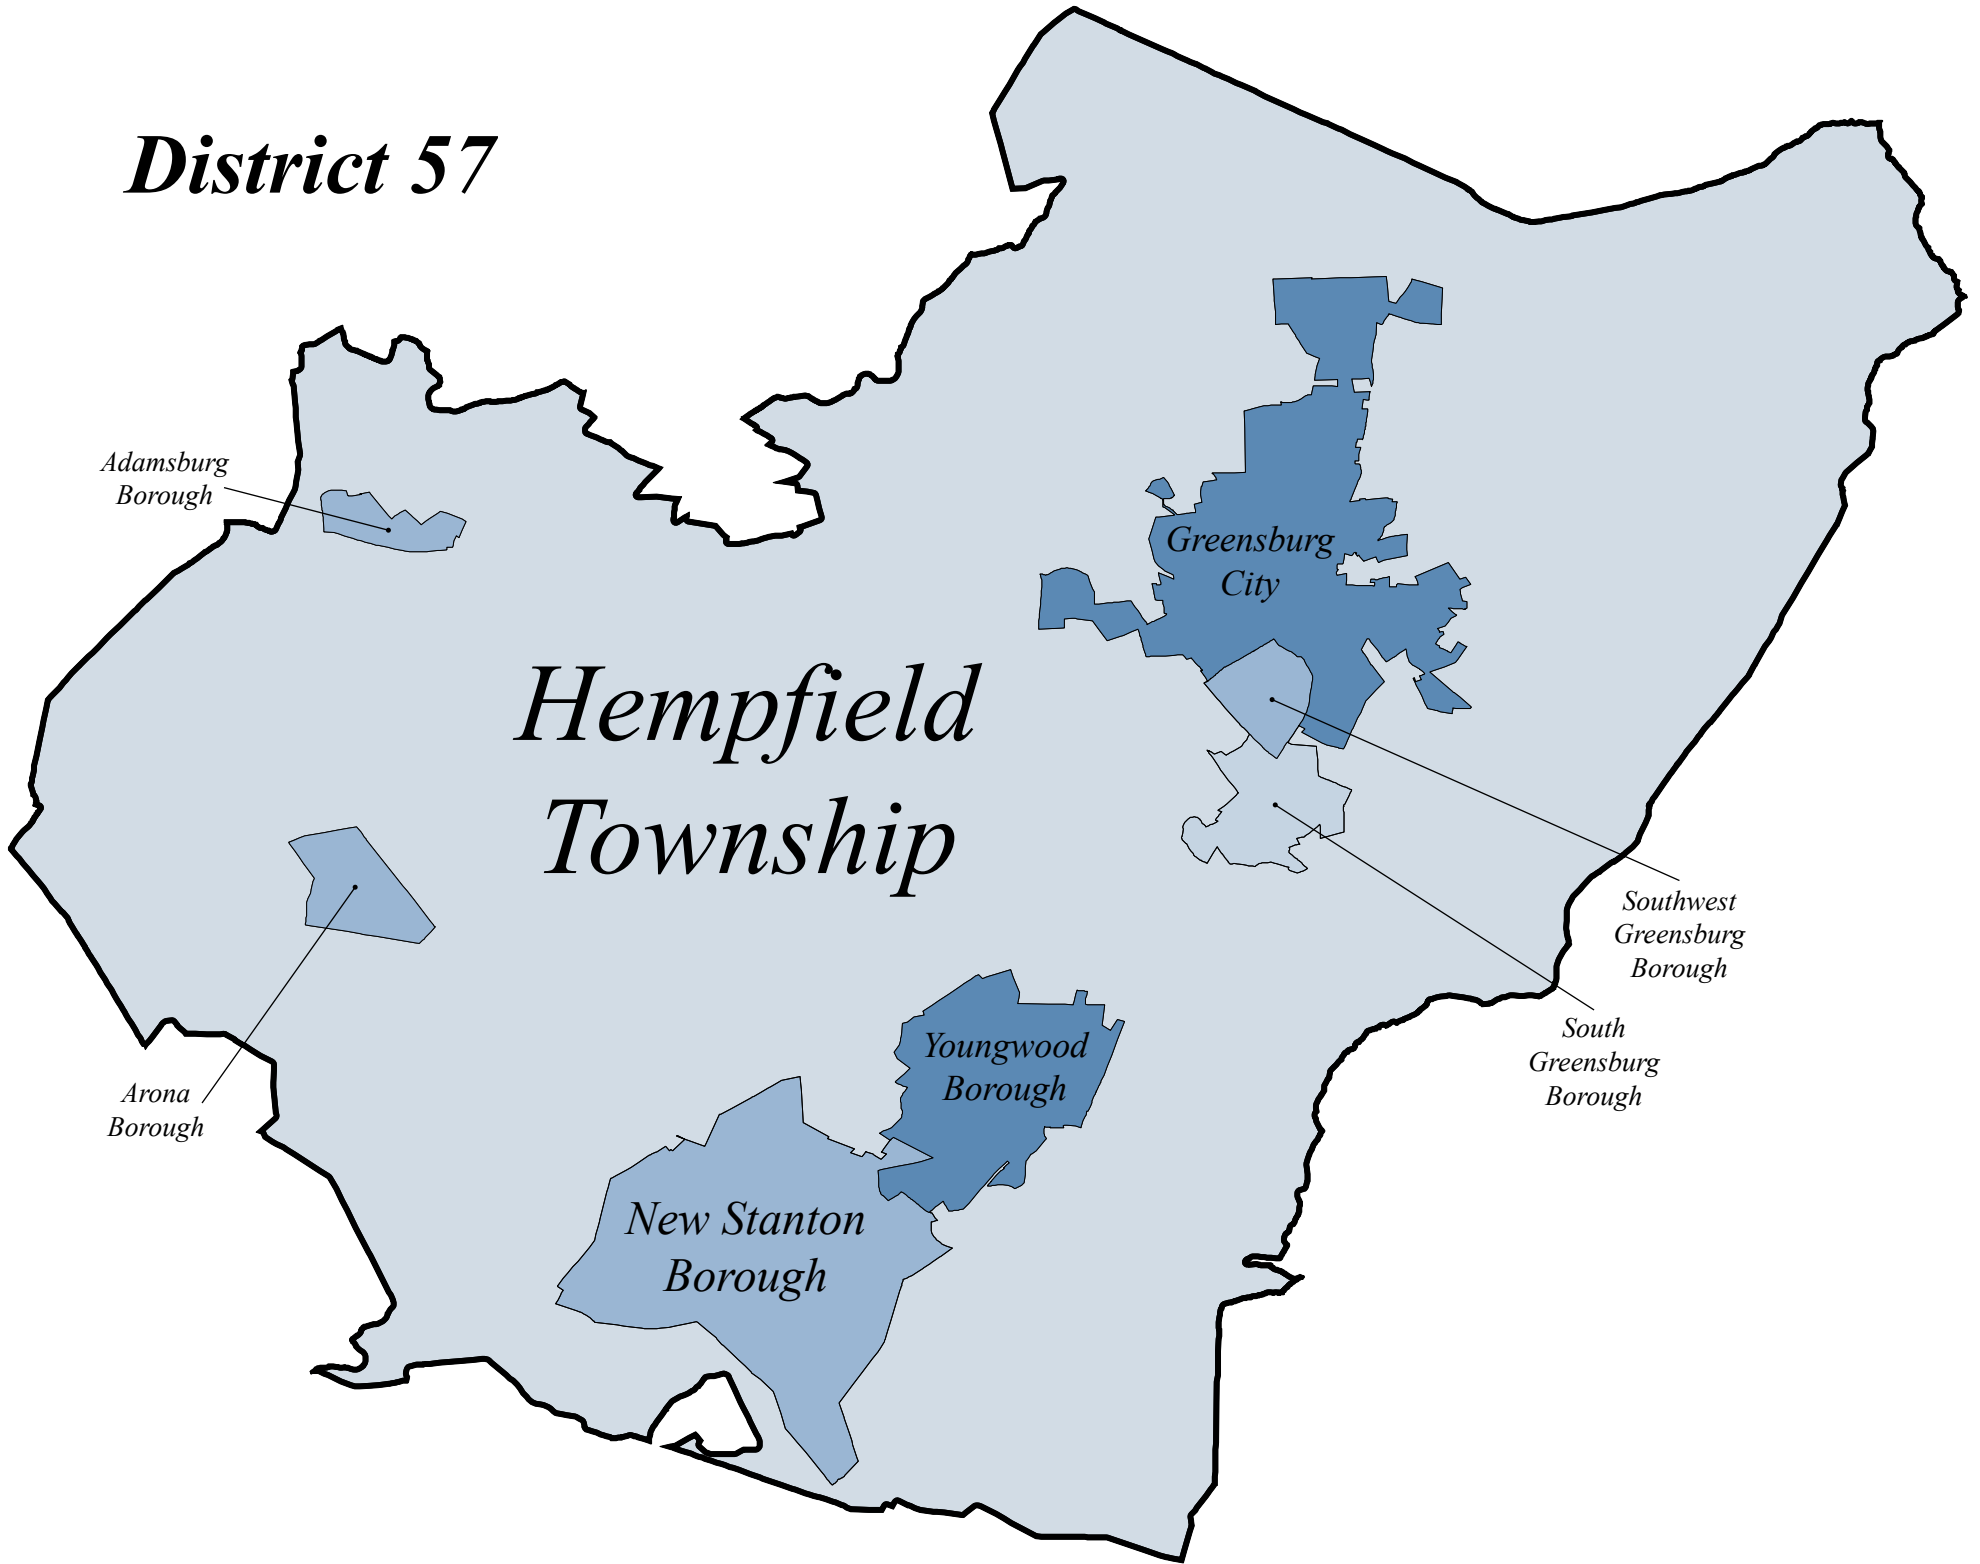 District 57
Adamsburg
Borough
Greensburg
City
Hempfield
Township
Southwest
Greensburg
Borough
South
Greensburg
Borough
Youngwood
Borough
Arona
Borough
New Stanton
Borough